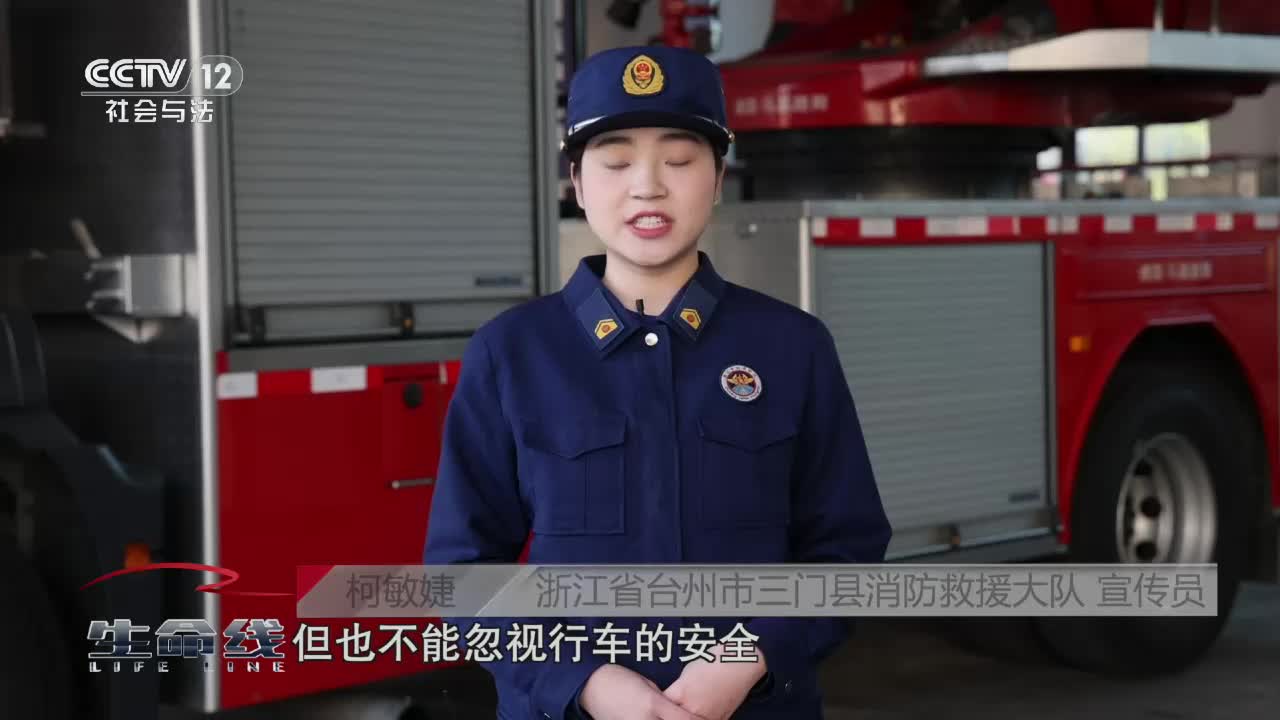 CCTV 12
社会与法
柯敏婕 浙江省台州市三门县消防救援大队 宣传员
生命线
LIFE LINE
但也不能忽视行车的安全